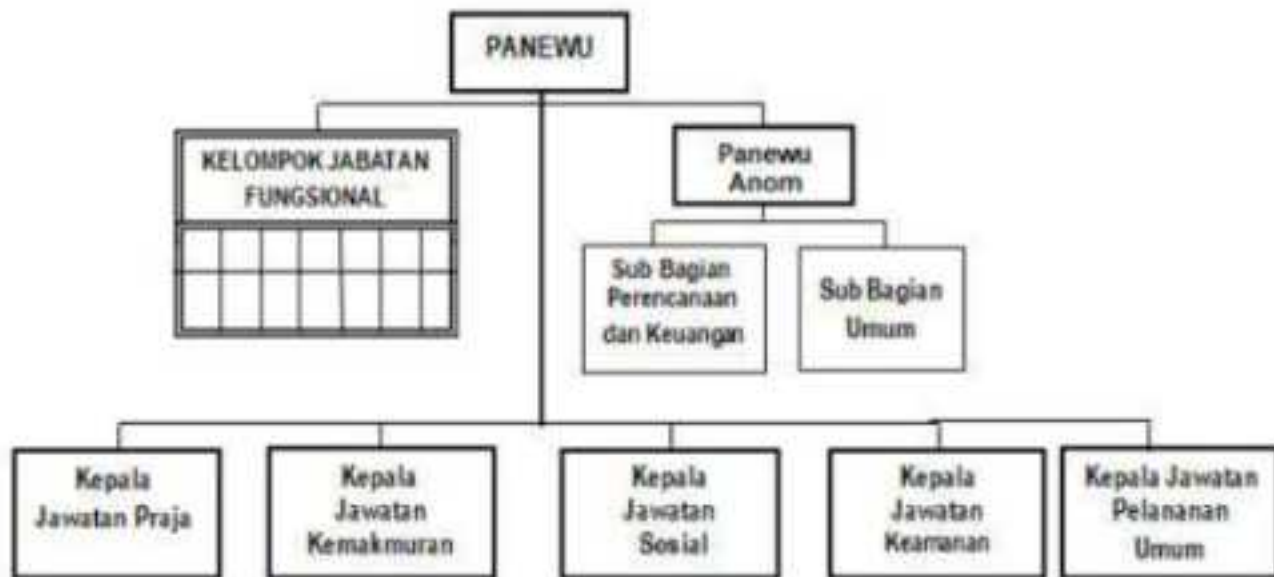 PANEWU
KELOMPOK JABATAN
FUNGSIONAL
Panewu
Anom
Sub Bagian
Perencanaan
dan Keuangan
Sub Bagian
Umum
Kepala
Jawatan Praja
Kepala
Jawatan
Kemakmuran
Kepala
Jawatan
Sosial
Kepala
Jawatan
Keamanan
Kepala Jawatan
Pelananan
Umum